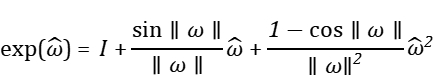 exp(ω̂) = I + sin ‖ ω ‖ / ‖ ω ‖ ω̂ + 1 − cos ‖ ω ‖ / ‖ ω‖² ω̂²